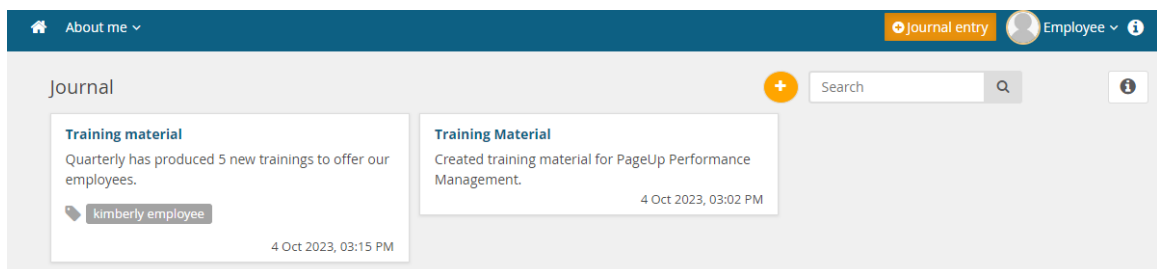 About me
Journal entry
Employee
Journal
Search
Training material
Quarterly has produced 5 new trainings to offer our
employees.
kimberly employee
4 Oct 2023, 03:15 PM
Training Material
Created training material for PageUp Performance
Management.
4 Oct 2023, 03:02 PM